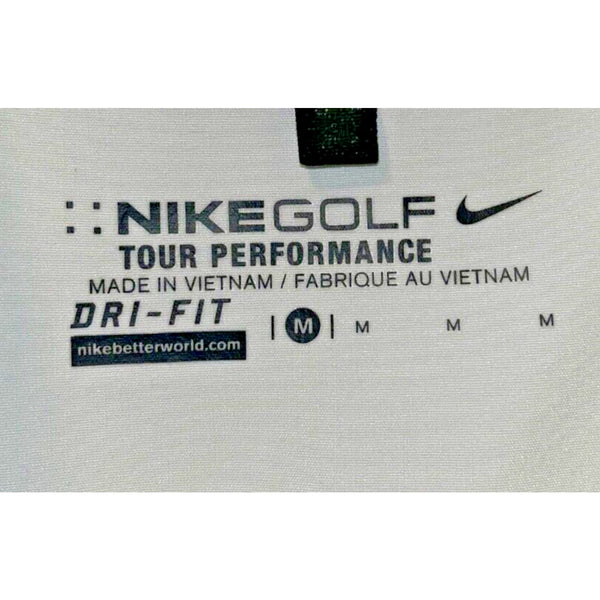 NIKEGOLF
TOUR PERFORMANCE
MADE IN VIETNAM / FABRIQUE AU VIETNAM
DRI-FIT | M | M M M
nikebetterworld.com